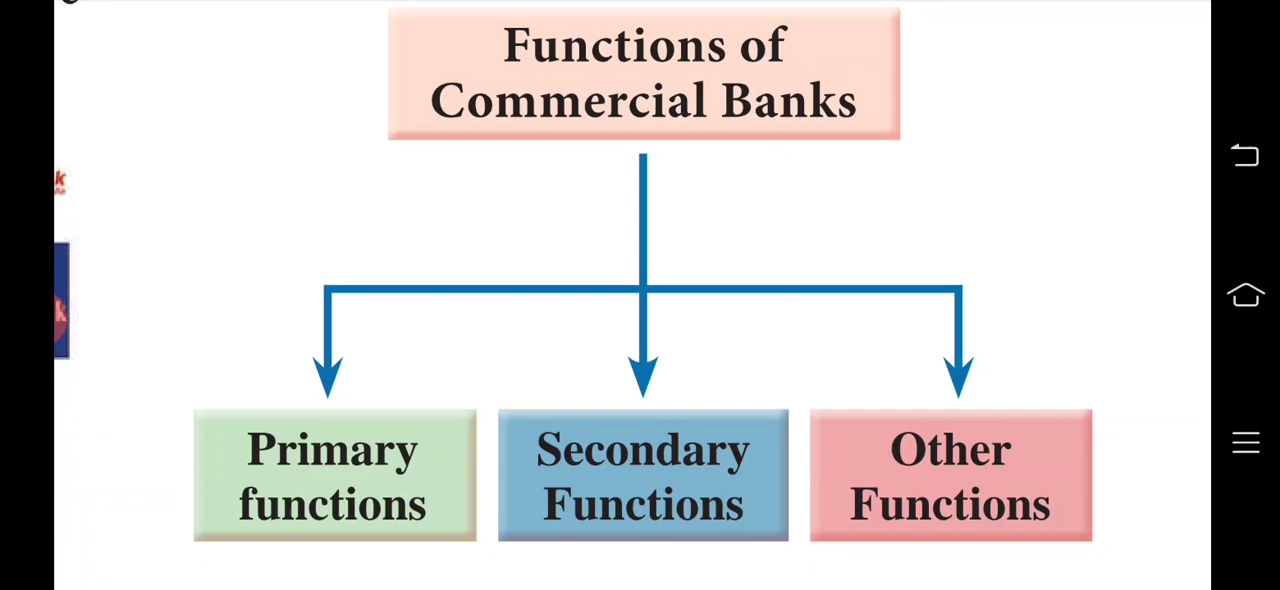 Functions of
Commercial Banks
Primary
functions
Secondary
Functions
Other
Functions